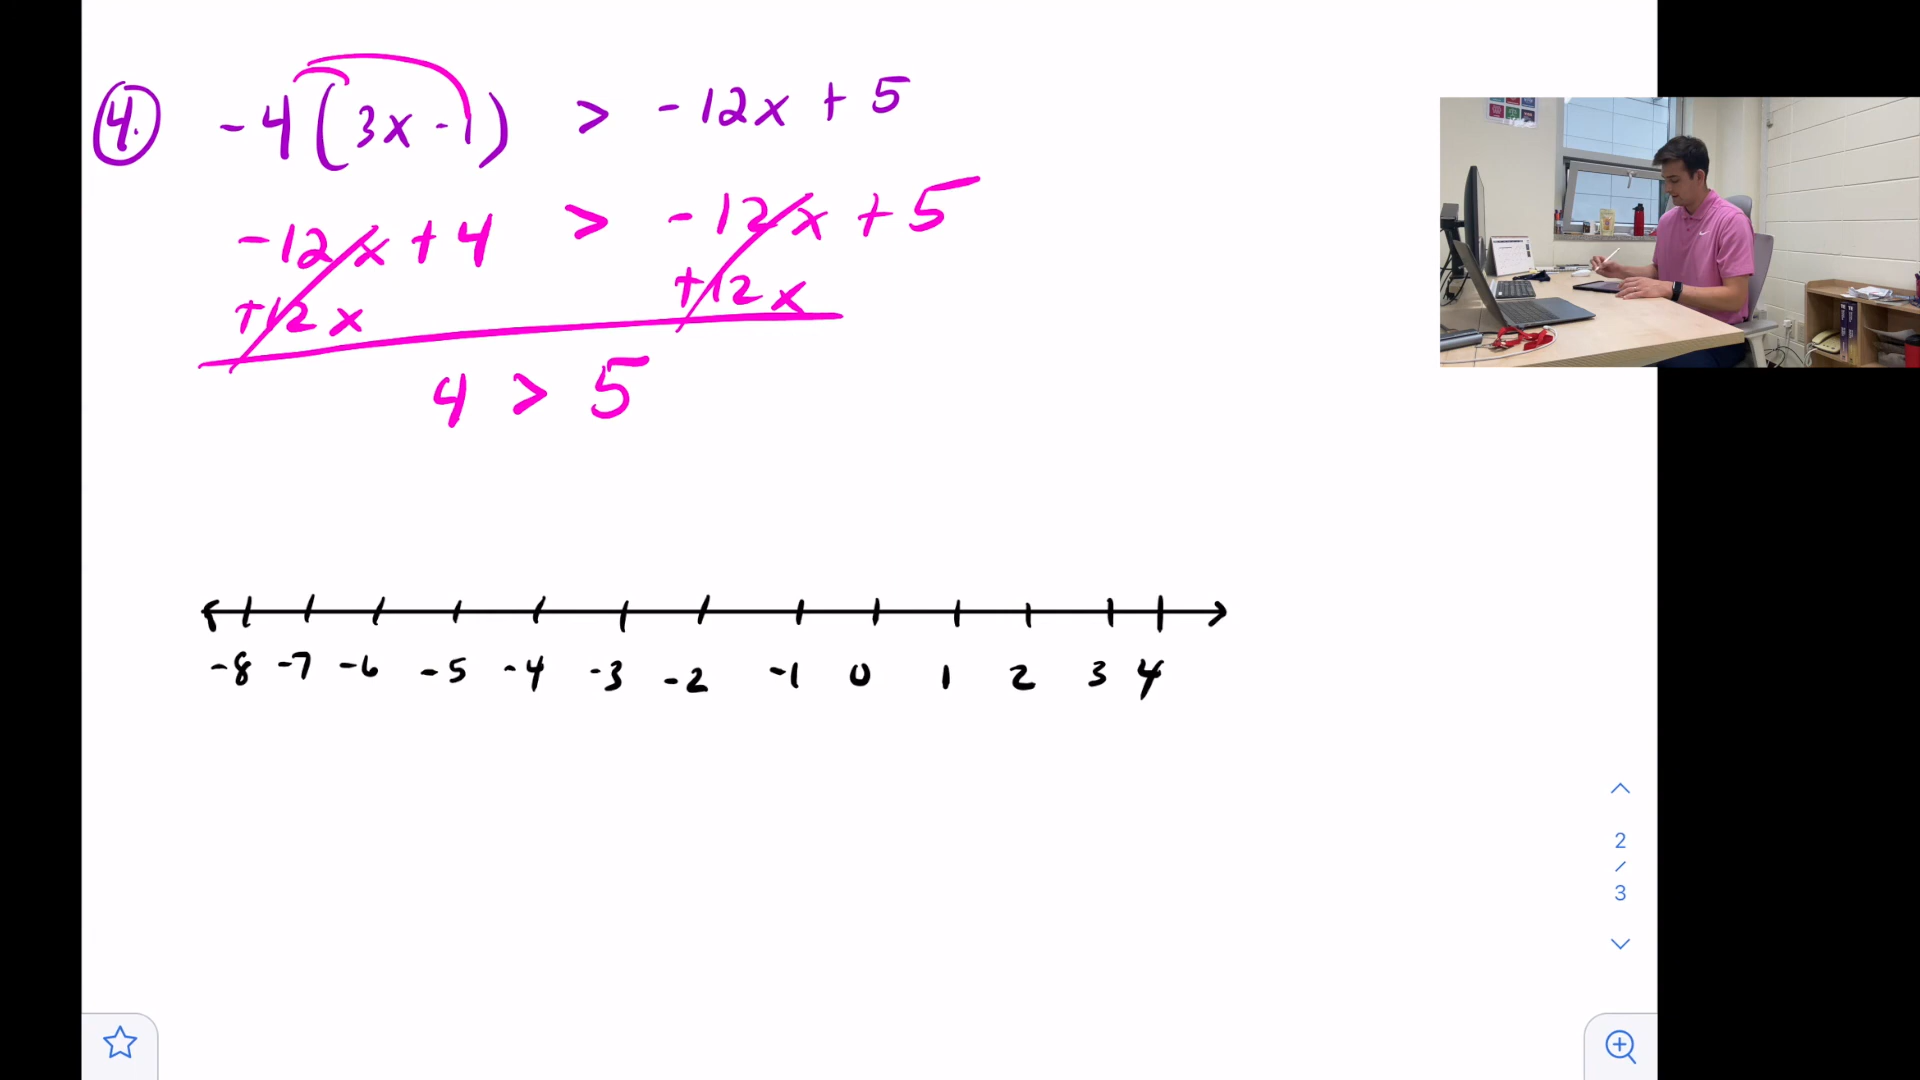 4. -4(3x-1) > -12x+5
-12x+4 > -12x+5
+12x +12x
4 > 5
-8 -7 -6 -5 -4 -3 -2 -1 0 1 2 3 4
2
/
3